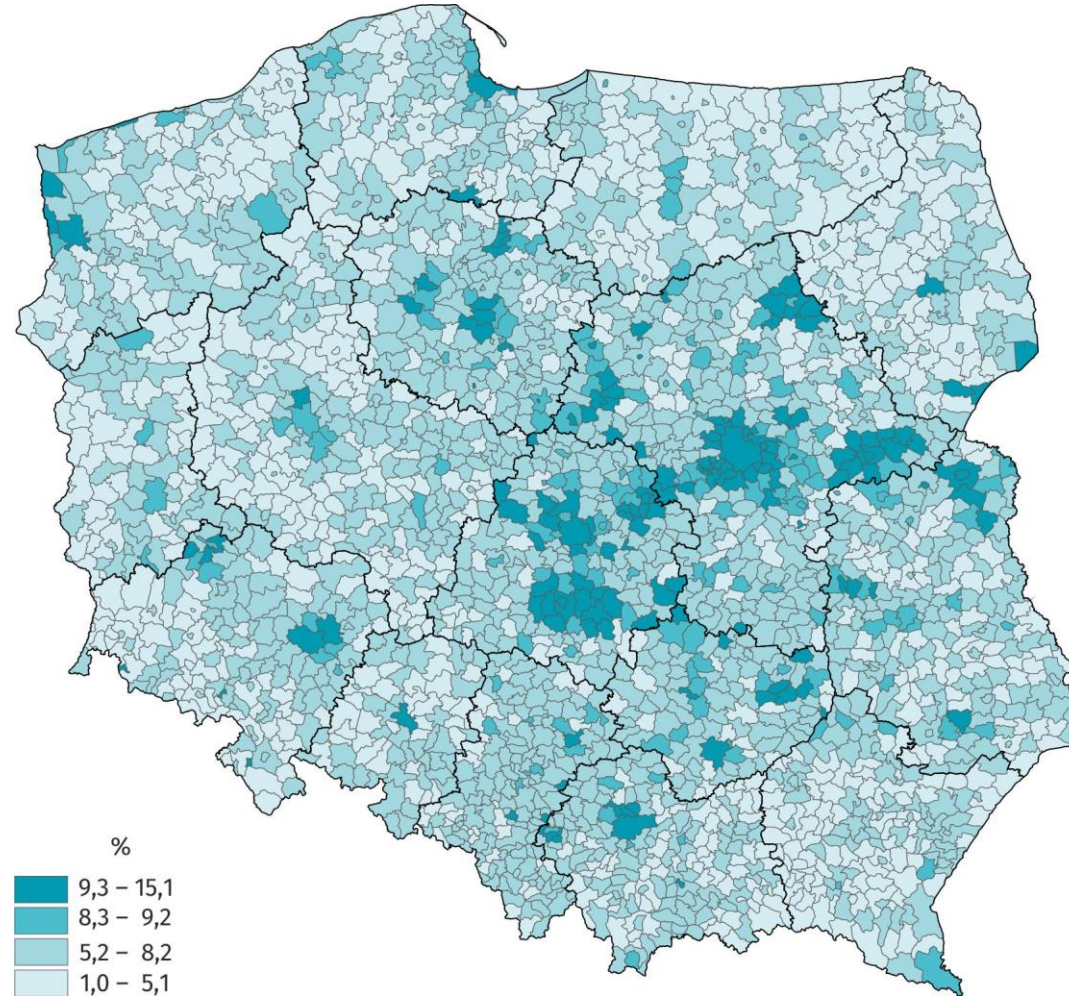 %
9,3 – 15,1
8,3 – 9,2
5,2 – 8,2
1,0 – 5,1